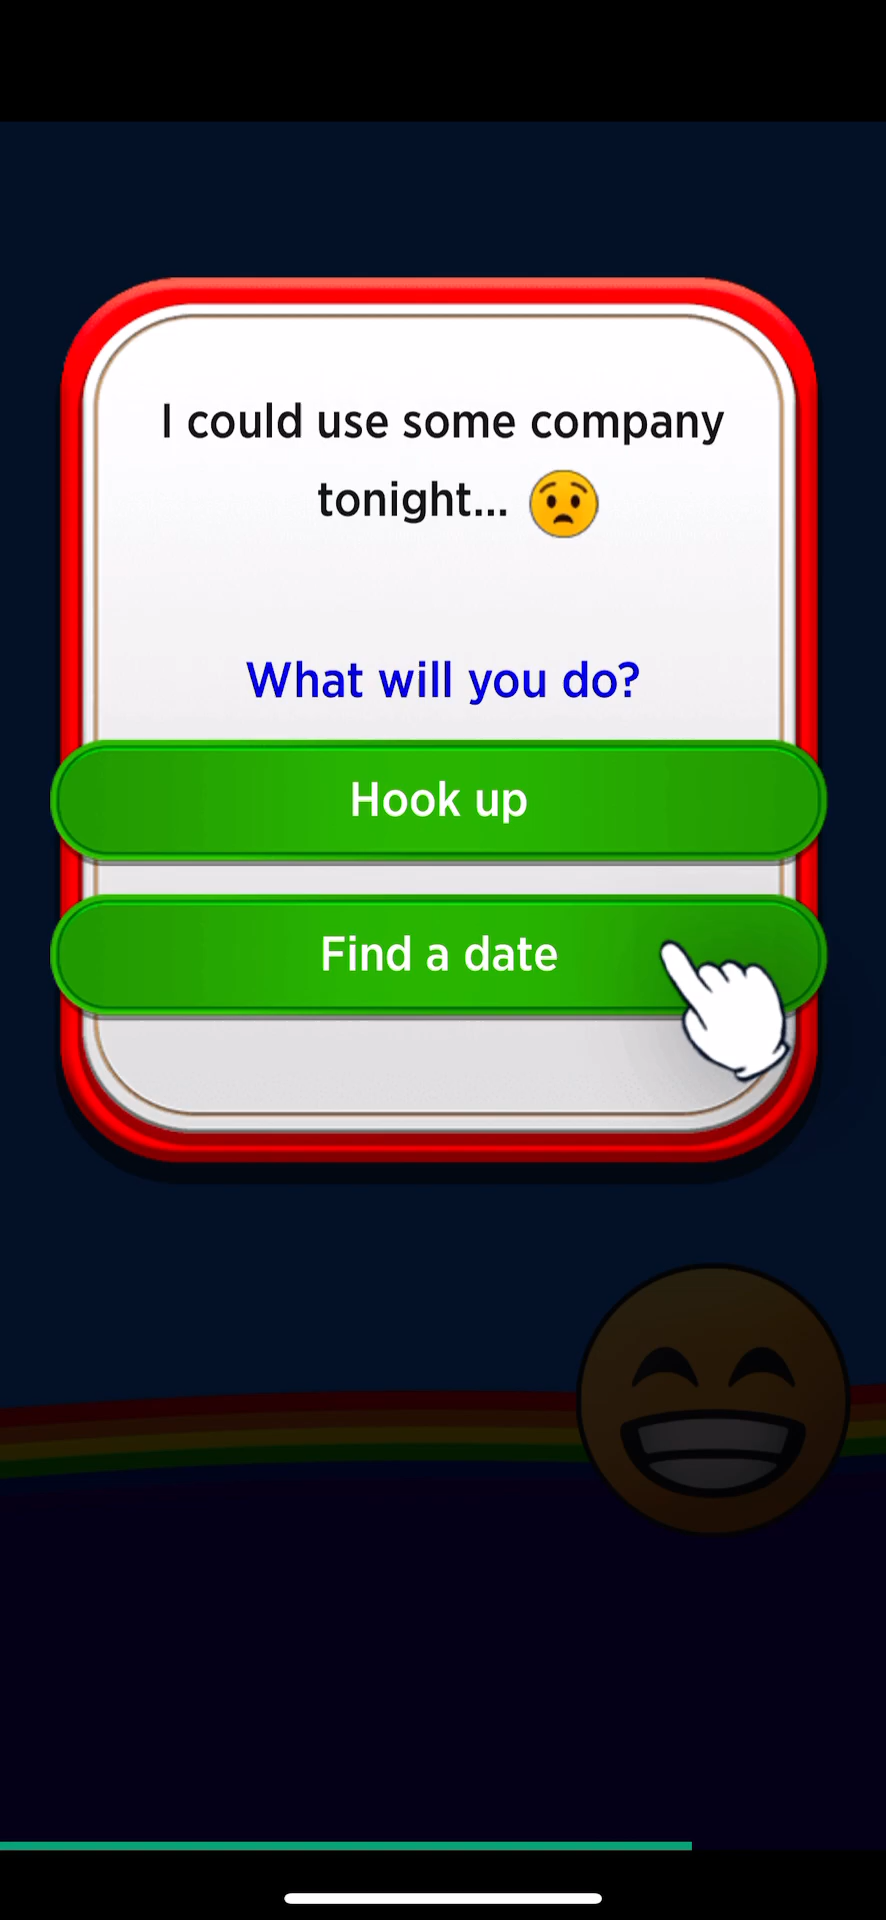 I could use some company
tonight... 😟
What will you do?
Hook up
Find a date